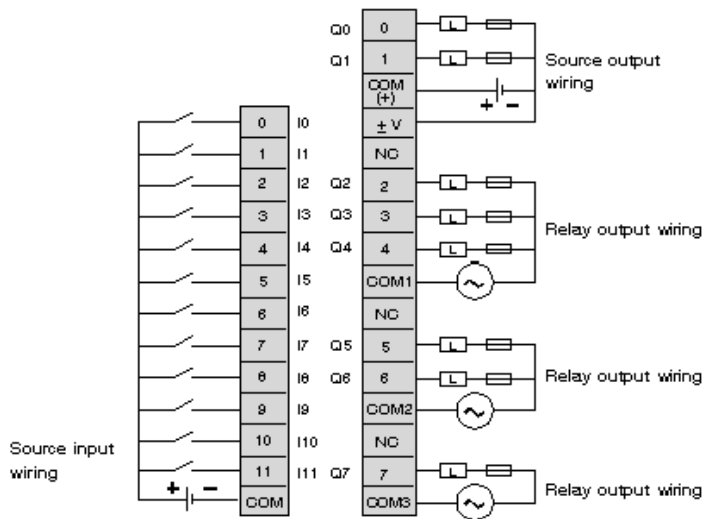 Q0 0 L
Q1 1 L
COM (+) + −
± V
Source output
wiring
0 I0
1 I1 NC
2 I2 Q2 2 L
3 I3 Q3 3 L
4 I4 Q4 4 L
Relay output wiring
5 I5 COM1
6 I6 NC
7 I7 Q5 5 L
8 I8 Q6 6 L
Relay output wiring
9 I9 COM2
10 I10 NC
11 I11 Q7 7 L
Source input
wiring
+ −
COM COM3
Relay output wiring